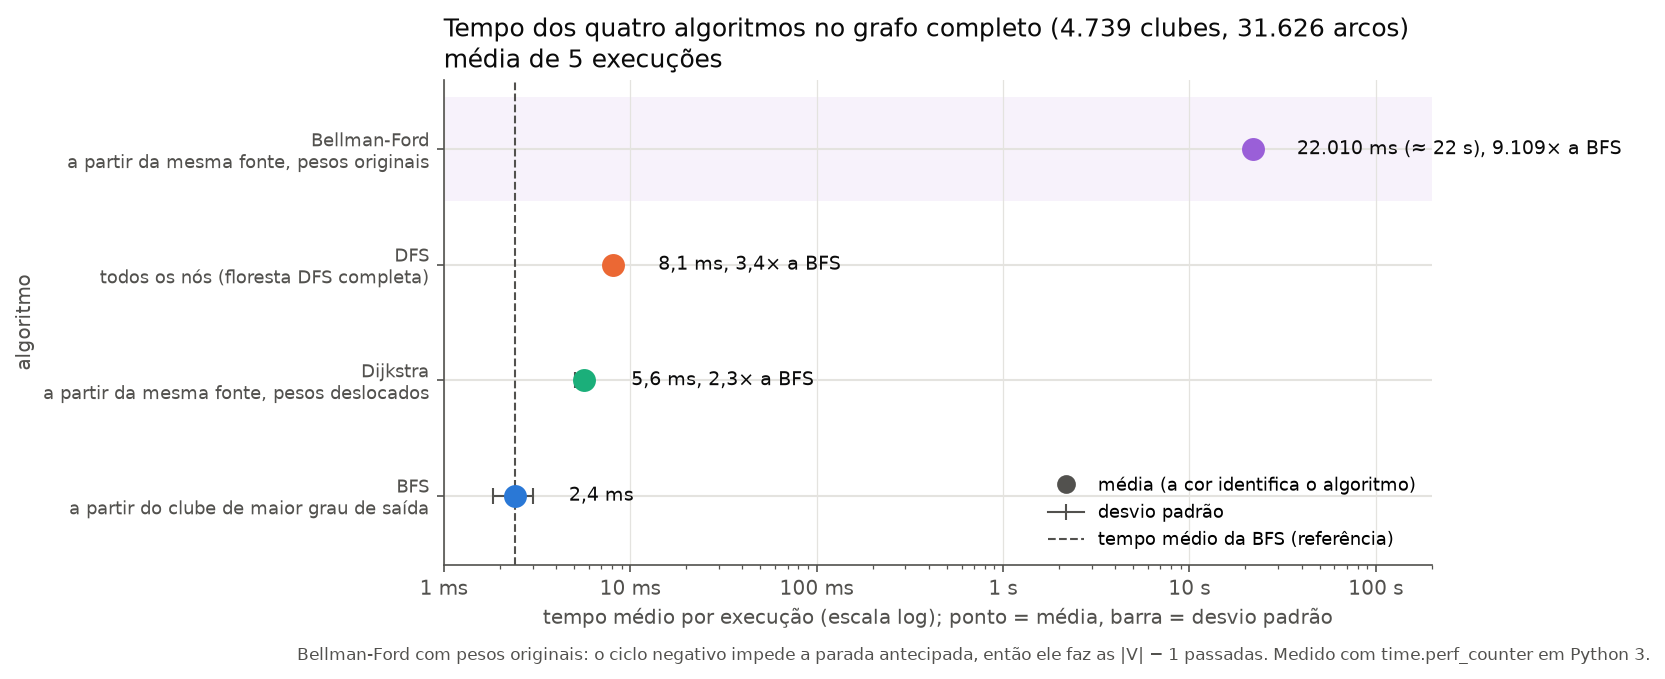 Tempo dos quatro algoritmos no grafo completo (4.739 clubes, 31.626 arcos)
média de 5 execuções
algoritmo
Bellman-Ford
a partir da mesma fonte, pesos originais
22.010 ms (≈ 22 s), 9.109× a BFS
DFS
todos os nós (floresta DFS completa)
8,1 ms, 3,4× a BFS
Dijkstra
a partir da mesma fonte, pesos deslocados
5,6 ms, 2,3× a BFS
BFS
a partir do clube de maior grau de saída
2,4 ms
média (a cor identifica o algoritmo)
desvio padrão
tempo médio da BFS (referência)
1 ms 10 ms 100 ms 1 s 10 s 100 s
tempo médio por execução (escala log); ponto = média, barra = desvio padrão
Bellman-Ford com pesos originais: o ciclo negativo impede a parada antecipada, então ele faz as |V| − 1 passadas. Medido com time.perf_counter em Python 3.